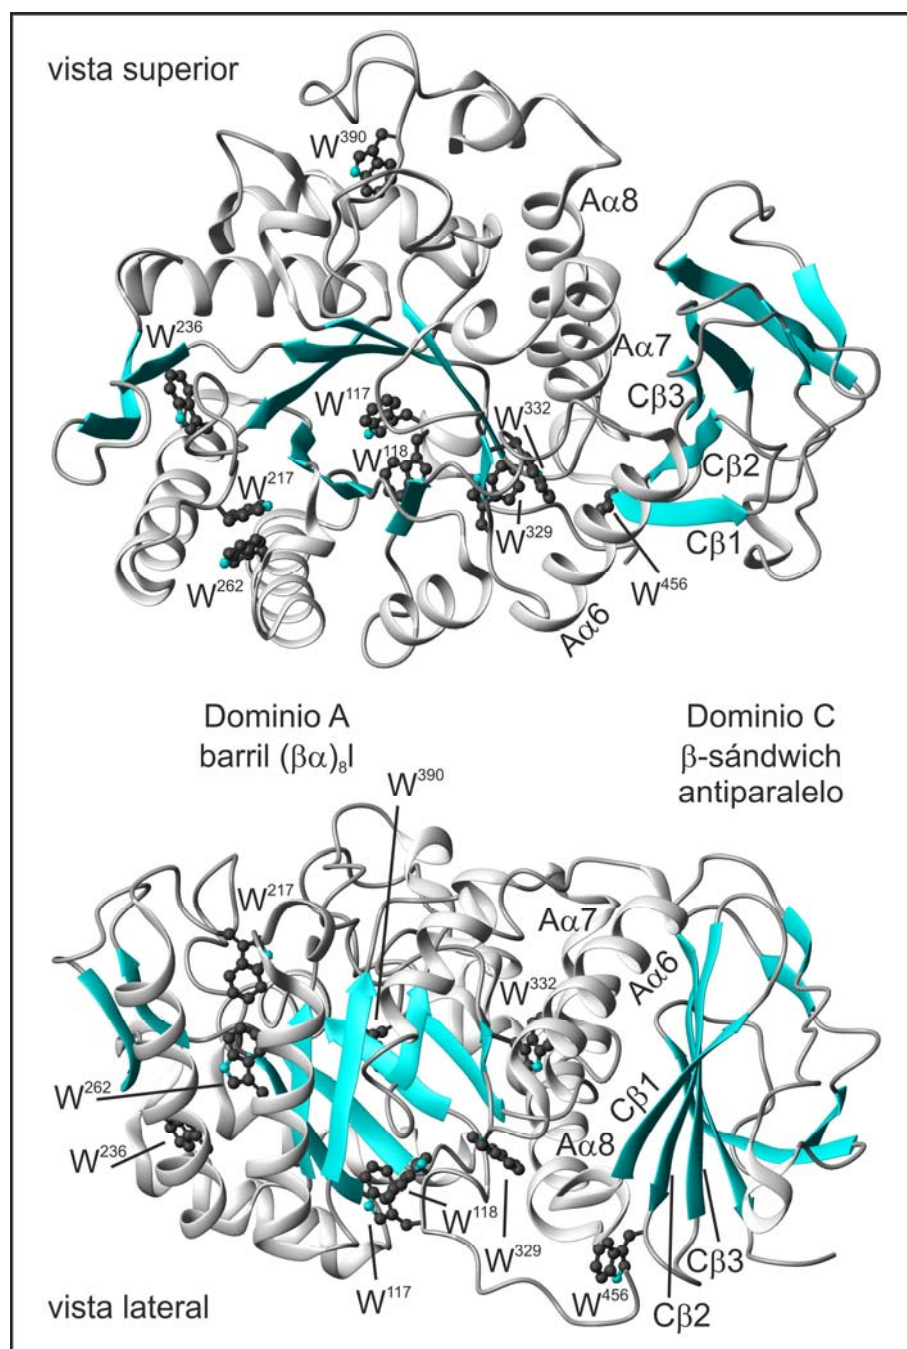 vista superior
W³⁹⁰
Aα8
W²³⁶
Aα7
Cβ3
W¹¹⁷
W³³²
W¹¹⁸
Cβ2
W²¹⁷
W³²⁹
Cβ1
W²⁶²
W⁴⁵⁶
Aα6
Dominio A
barril (βα)₈I
Dominio C
β-sándwich
antiparalelo
W³⁹⁰
W²¹⁷
Aα7
Aα6
W³³²
Cβ1
W²⁶²
Aα8
W²³⁶
W¹¹⁸
W³²⁹
Cβ3
W¹¹⁷
W⁴⁵⁶
Cβ2
vista lateral